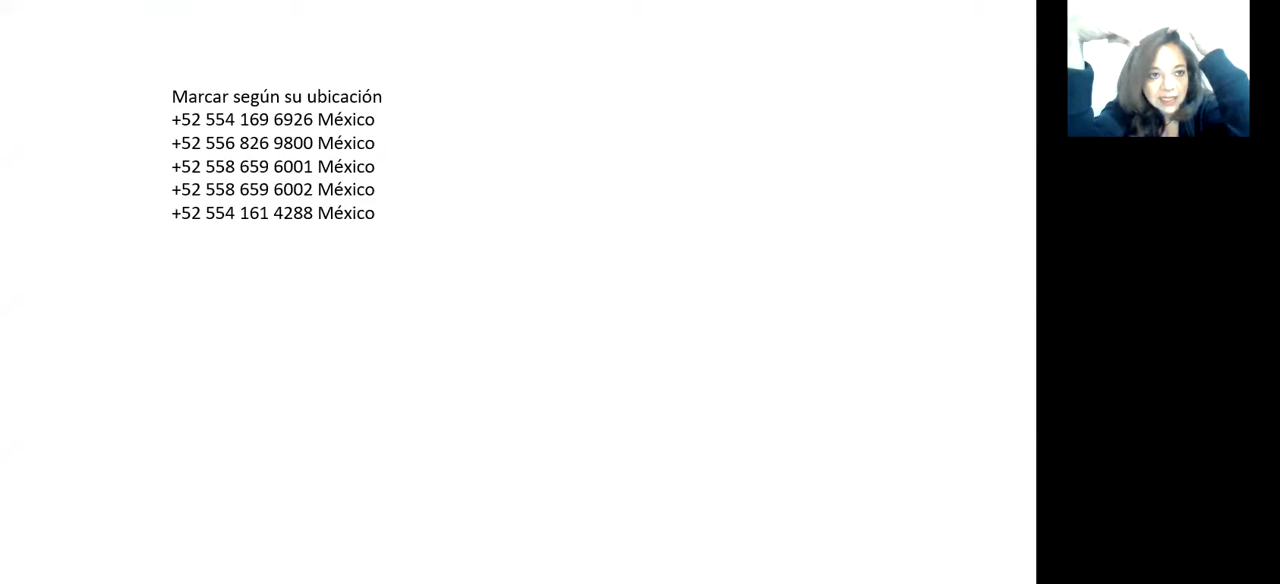 Marcar según su ubicación
+52 554 169 6926 México
+52 556 826 9800 México
+52 558 659 6001 México
+52 558 659 6002 México
+52 554 161 4288 México